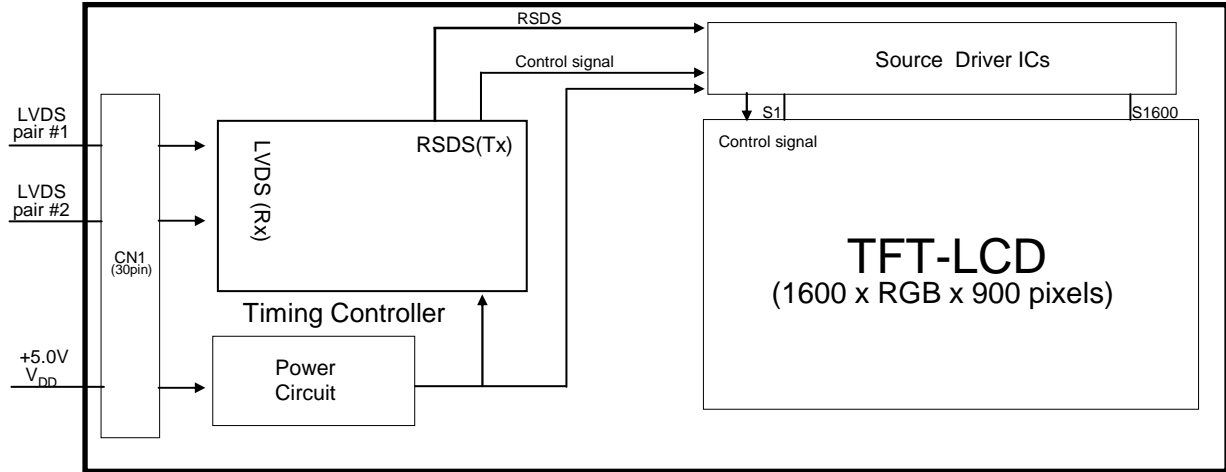 RSDS
Control signal
Source Driver ICs
S1
S1600
LVDS
pair #1
LVDS
pair #2
CN1
(30pin)
LVDS (Rx)
RSDS(Tx)
Timing Controller
Control signal
TFT-LCD
(1600 x RGB x 900 pixels)
+5.0V
VDD
Power
Circuit